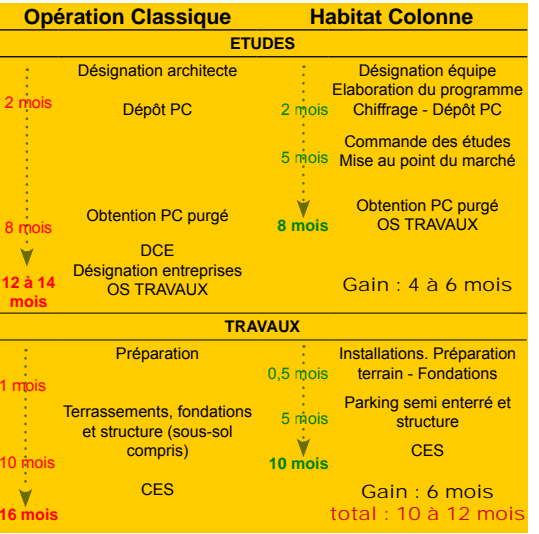 Opération Classique Habitat Colonne
ETUDES
Désignation architecte
2 mois
Dépôt PC
8 mois
Obtention PC purgé
DCE
Désignation entreprises
12 à 14
mois
OS TRAVAUX
Désignation équipe
Elaboration du programme
2 mois
Chiffrage - Dépôt PC
Commande des études
5 mois
Mise au point du marché
Obtention PC purgé
8 mois
OS TRAVAUX
Gain : 4 à 6 mois
TRAVAUX
Préparation
1 mois
Terrassements, fondations
et structure (sous-sol
compris)
10 mois
CES
16 mois
Installations. Préparation
0,5 mois
terrain - Fondations
Parking semi enterré et
5 mois
structure
CES
10 mois
Gain : 6 mois
total : 10 à 12 mois